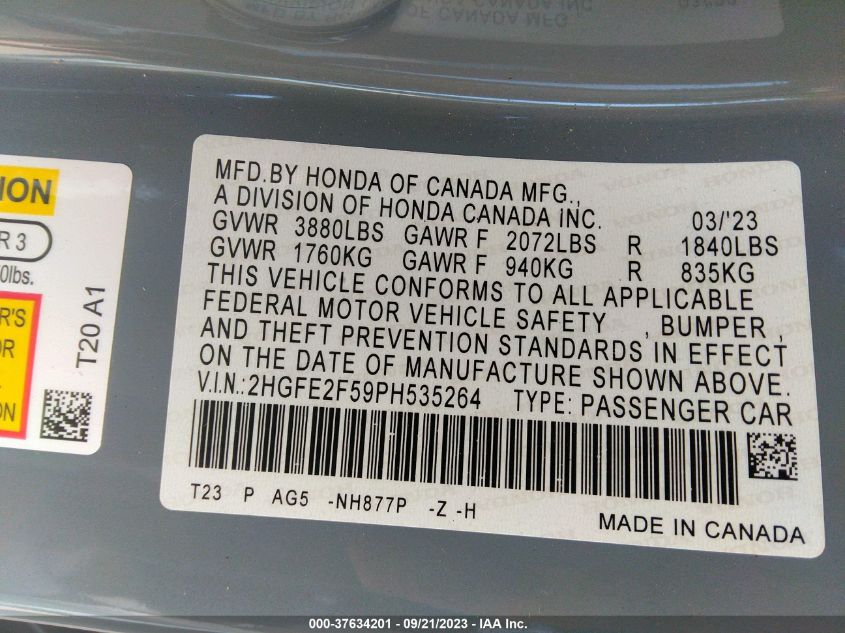 MFD.BY HONDA OF CANADA MFG.,
A DIVISION OF HONDA CANADA INC. 03/'23
GVWR 3880LBS GAWR F 2072LBS R 1840LBS
GVWR 1760KG GAWR F 940KG R 835KG
THIS VEHICLE CONFORMS TO ALL APPLICABLE
FEDERAL MOTOR VEHICLE SAFETY , BUMPER ,
AND THEFT PREVENTION STANDARDS IN EFFECT
ON THE DATE OF MANUFACTURE SHOWN ABOVE.
V.I.N.:2HGFE2F59PH535264 TYPE: PASSENGER CAR
T23 P AG5 -NH877P -Z -H
MADE IN CANADA
ION
R 3
0lbs.
R'S
OR
ON
T20 A1
000-37634201 - 09/21/2023 - IAA Inc.